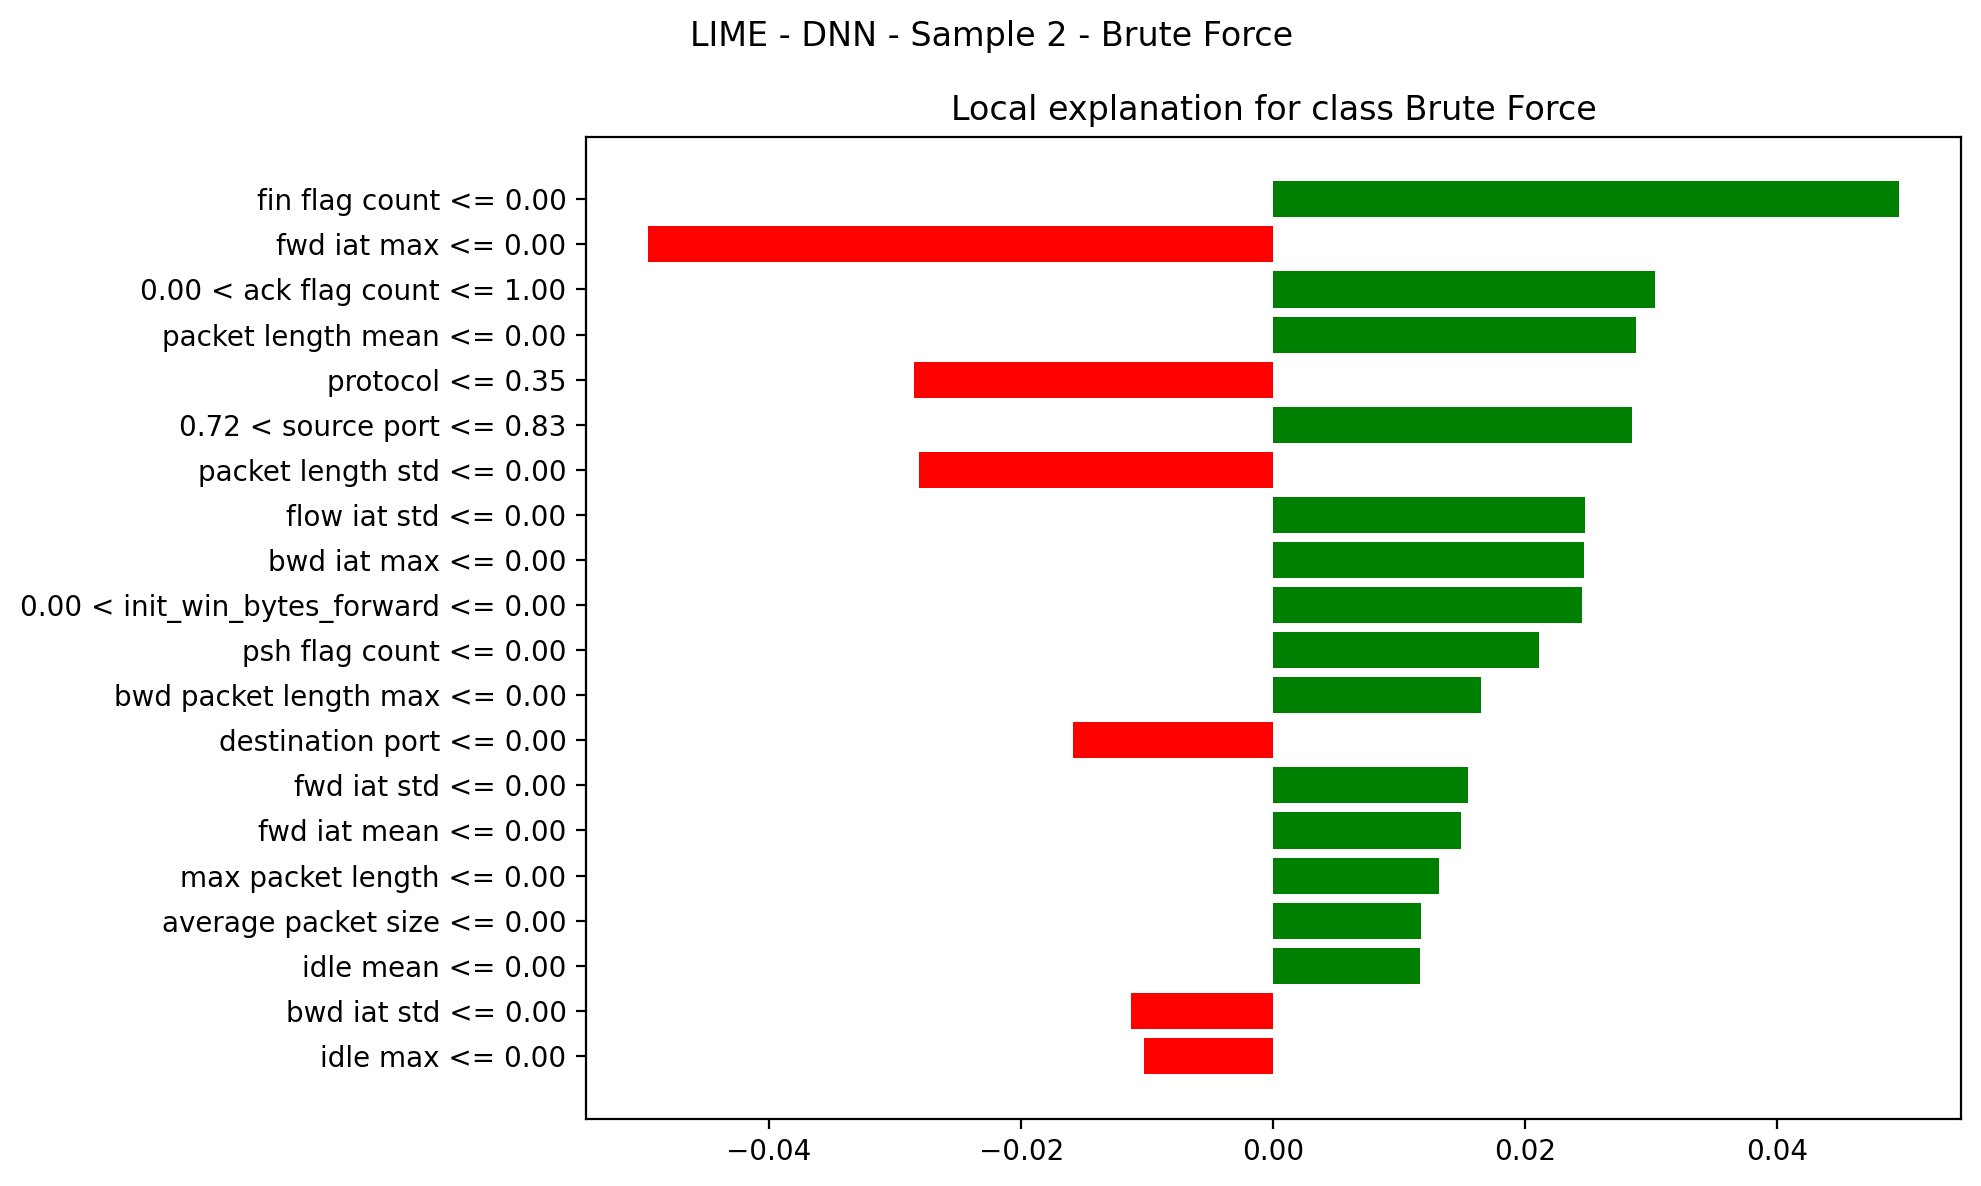 LIME - DNN - Sample 2 - Brute Force
Local explanation for class Brute Force
fin flag count <= 0.00
fwd iat max <= 0.00
0.00 < ack flag count <= 1.00
packet length mean <= 0.00
protocol <= 0.35
0.72 < source port <= 0.83
packet length std <= 0.00
flow iat std <= 0.00
bwd iat max <= 0.00
0.00 < init_win_bytes_forward <= 0.00
psh flag count <= 0.00
bwd packet length max <= 0.00
destination port <= 0.00
fwd iat std <= 0.00
fwd iat mean <= 0.00
max packet length <= 0.00
average packet size <= 0.00
idle mean <= 0.00
bwd iat std <= 0.00
idle max <= 0.00
−0.04 −0.02 0.00 0.02 0.04